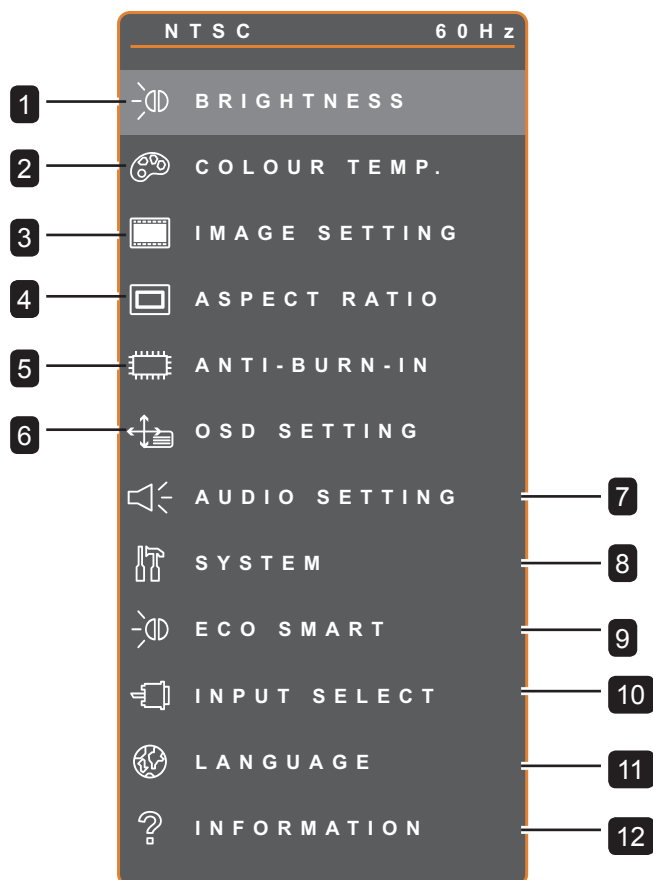 NTSC 60Hz
1 BRIGHTNESS
2 COLOUR TEMP.
3 IMAGE SETTING
4 ASPECT RATIO
5 ANTI-BURN-IN
6 OSD SETTING
AUDIO SETTING 7
SYSTEM 8
ECO SMART 9
INPUT SELECT 10
LANGUAGE 11
INFORMATION 12